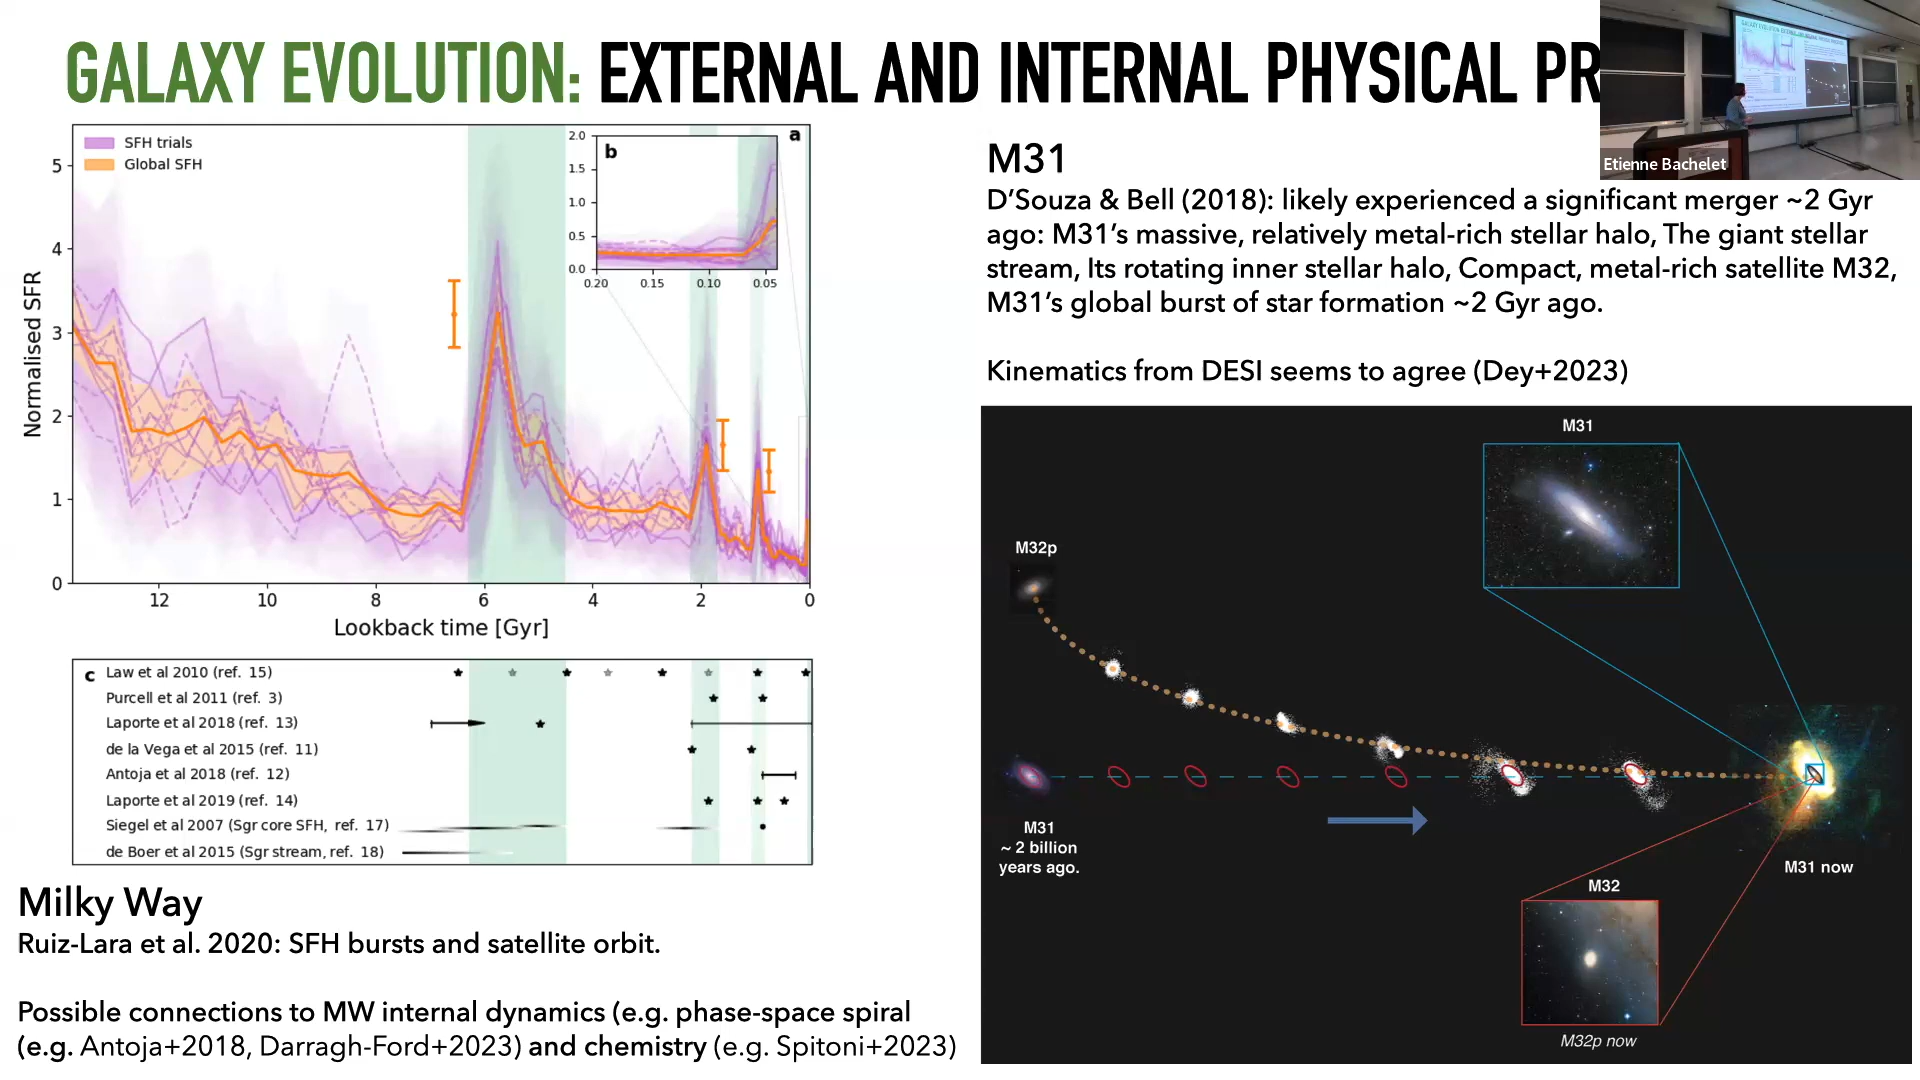 GALAXY EVOLUTION: EXTERNAL AND INTERNAL PHYSICAL PR
Etienne Bachelet
SFH trials
Global SFH
a
b
2.0
1.5
1.0
0.5
0.0
0.20 0.15 0.10 0.05
Normalised SFR
5
4
3
2
1
0
12 10 8 6 4 2 0
Lookback time [Gyr]
c
Law et al 2010 (ref. 15)
Purcell et al 2011 (ref. 3)
Laporte et al 2018 (ref. 13)
de la Vega et al 2015 (ref. 11)
Antoja et al 2018 (ref. 12)
Laporte et al 2019 (ref. 14)
Siegel et al 2007 (Sgr core SFH, ref. 17)
de Boer et al 2015 (Sgr stream, ref. 18)
Milky Way
Ruiz-Lara et al. 2020: SFH bursts and satellite orbit.
Possible connections to MW internal dynamics (e.g. phase-space spiral
(e.g. Antoja+2018, Darragh-Ford+2023) and chemistry (e.g. Spitoni+2023)
M31
D'Souza & Bell (2018): likely experienced a significant merger ~2 Gyr
ago: M31's massive, relatively metal-rich stellar halo, The giant stellar
stream, Its rotating inner stellar halo, Compact, metal-rich satellite M32,
M31's global burst of star formation ~2 Gyr ago.
Kinematics from DESI seems to agree (Dey+2023)
M31
M32p
M31
~ 2 billion
years ago.
M31 now
M32
M32p now